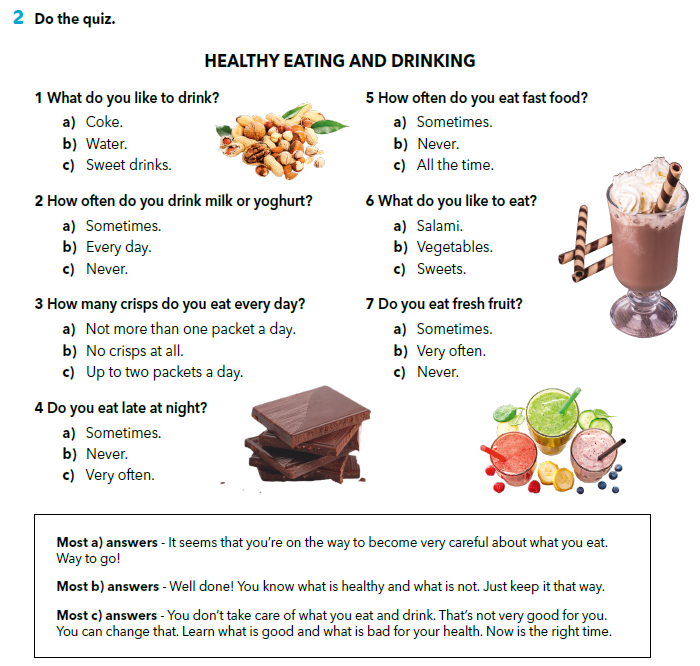 2 Do the quiz.
HEALTHY EATING AND DRINKING
1 What do you like to drink?
a) Coke.
b) Water.
c) Sweet drinks.
2 How often do you drink milk or yoghurt?
a) Sometimes.
b) Every day.
c) Never.
3 How many crisps do you eat every day?
a) Not more than one packet a day.
b) No crisps at all.
c) Up to two packets a day.
4 Do you eat late at night?
a) Sometimes.
b) Never.
c) Very often.
5 How often do you eat fast food?
a) Sometimes.
b) Never.
c) All the time.
6 What do you like to eat?
a) Salami.
b) Vegetables.
c) Sweets.
7 Do you eat fresh fruit?
a) Sometimes.
b) Very often.
c) Never.
Most a) answers - It seems that you're on the way to become very careful about what you eat.
Way to go!
Most b) answers - Well done! You know what is healthy and what is not. Just keep it that way.
Most c) answers - You don't take care of what you eat and drink. That's not very good for you.
You can change that. Learn what is good and what is bad for your health. Now is the right time.